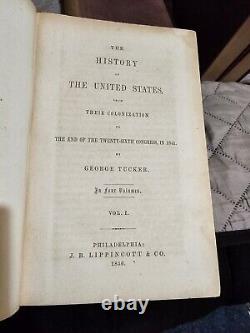 THE
HISTORY
OF
THE UNITED STATES,
FROM
THEIR COLONIZATION
TO
THE END OF THE TWENTY-SIXTH CONGRESS, IN 1841.
BY
GEORGE TUCKER.
In Four Volumes.
VOL. I.
PHILADELPHIA:
J. B. LIPPINCOTT & CO.
1856.